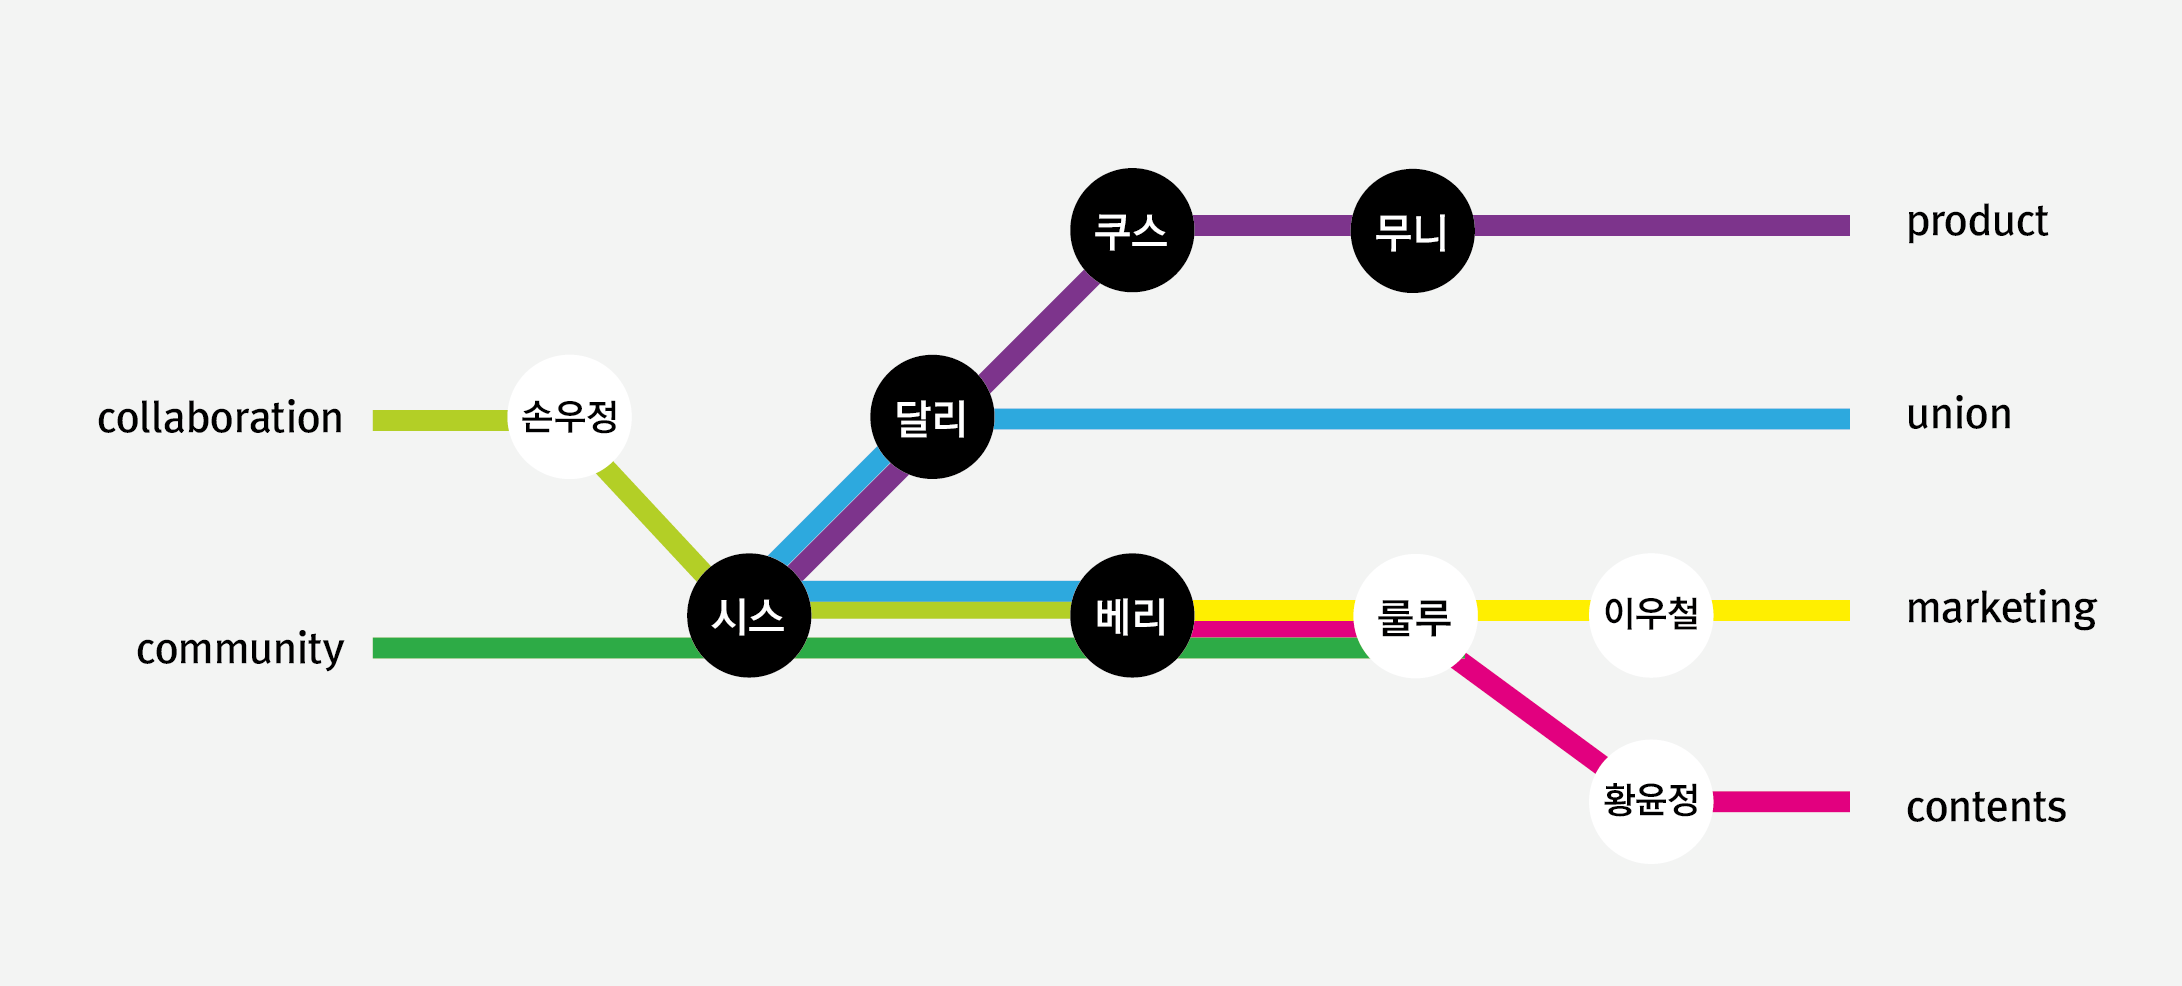 쿠스
무니
product
collaboration
손우정
달리
union
시스
베리
룰루
이우철
marketing
community
황윤정
contents